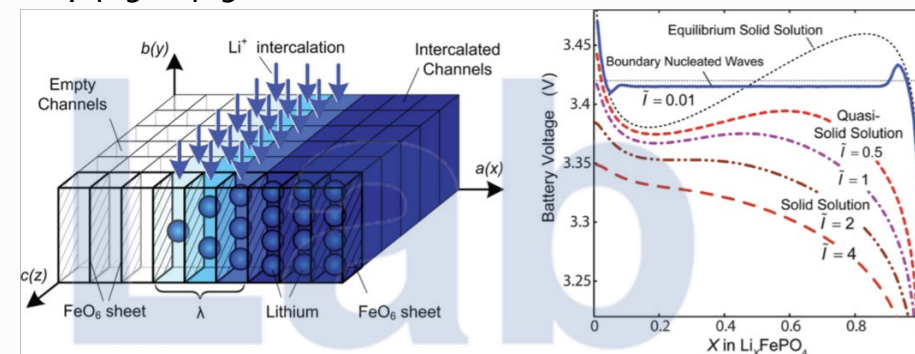 b(y)
Li⁺ intercalation
Intercalated
Channels
Empty
Channels
a(x)
c(z)
FeO₆ sheet
λ
Lithium
FeO₆ sheet
Lab
Battery Voltage (V)
3.45
3.4
3.35
3.3
3.25
Equilibrium Solid Solution
Boundary Nucleated Waves
Ĩ = 0.01
Quasi-
Solid Solution
Ĩ = 0.5
Ĩ = 1
Solid Solution
Ĩ = 2
Ĩ = 4
0
0.2
0.4
0.6
0.8
X in LiₓFePO₄